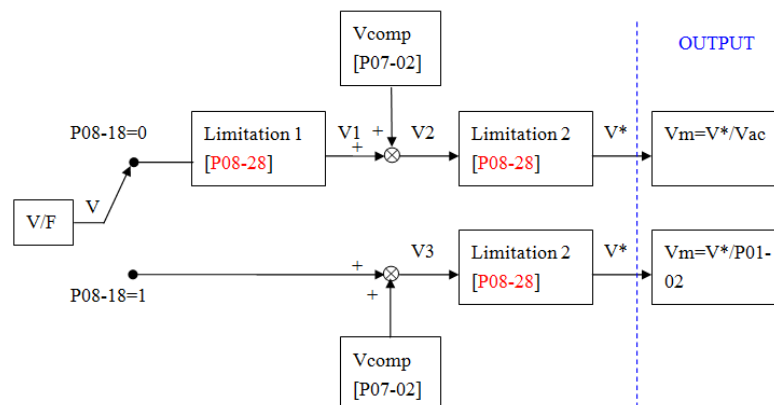 Vcomp
[P07-02]
OUTPUT
P08-18=0
Limitation 1
[P08-28]
V1
+
+
V2
Limitation 2
[P08-28]
V*
Vm=V*/Vac
V
V/F
P08-18=1
+
+
V3
Limitation 2
[P08-28]
V*
Vm=V*/P01-
02
Vcomp
[P07-02]